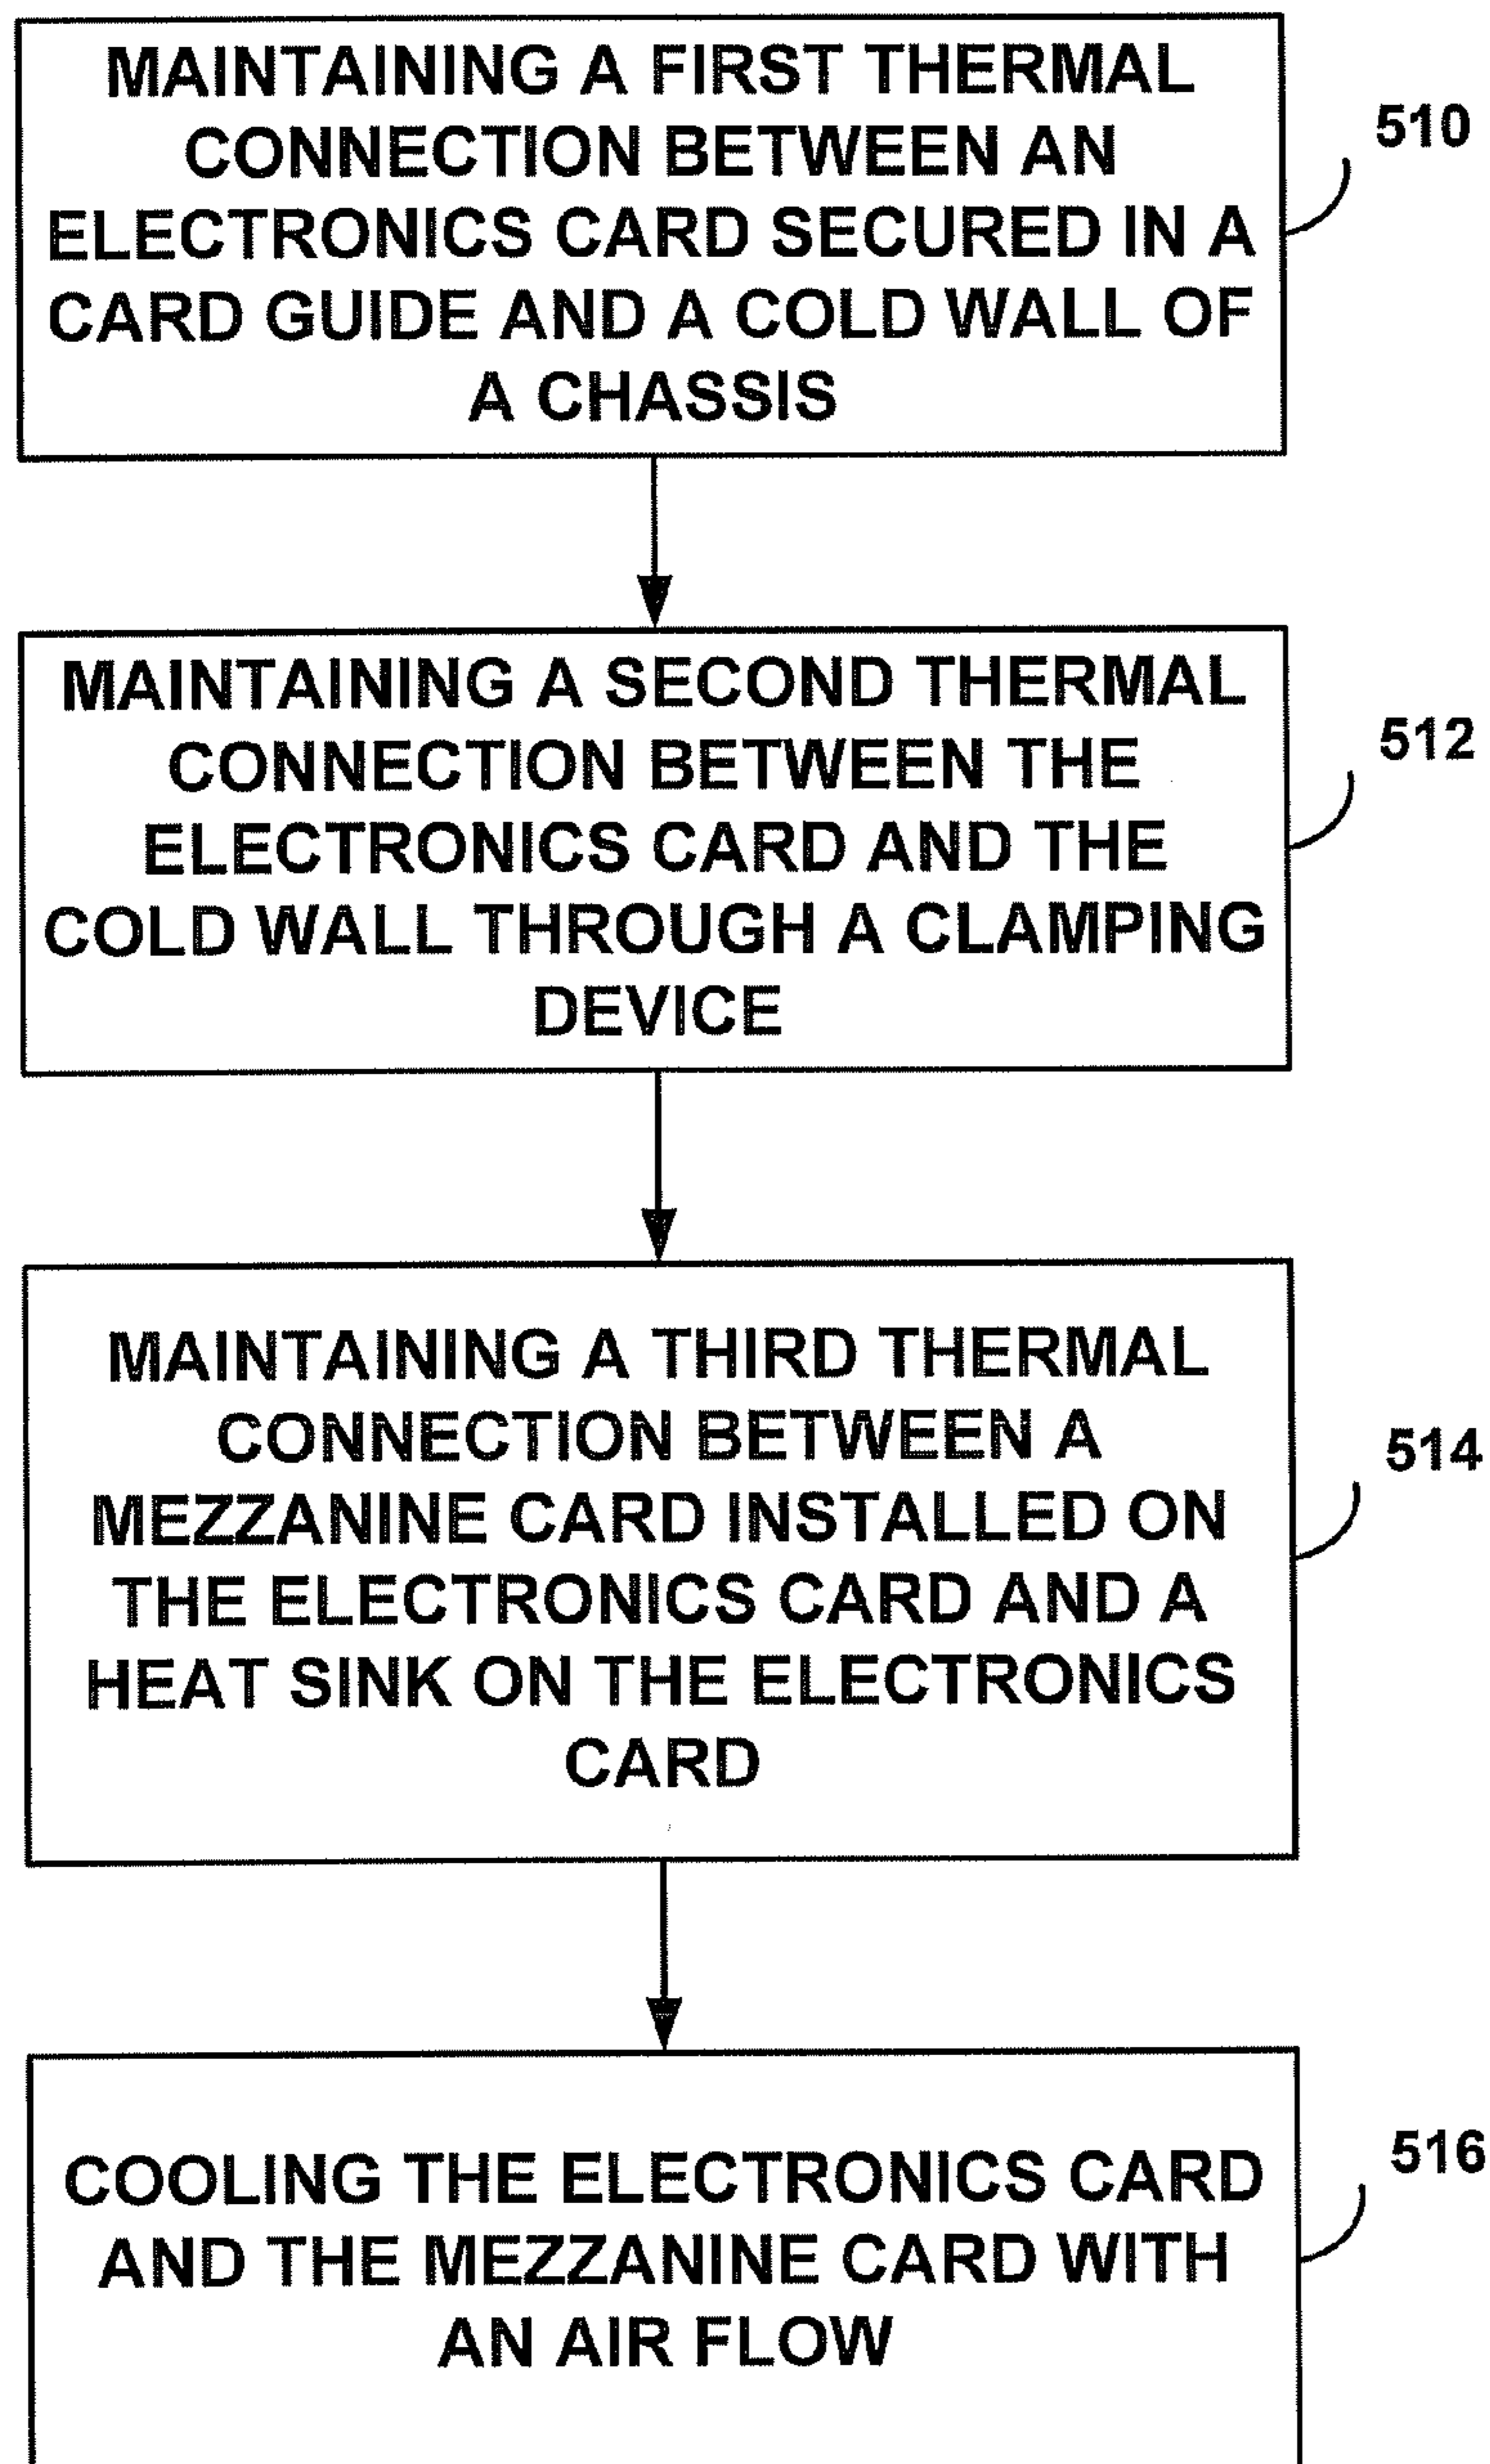 MAINTAINING A FIRST THERMAL
CONNECTION BETWEEN AN
ELECTRONICS CARD SECURED IN A
CARD GUIDE AND A COLD WALL OF
A CHASSIS
510
MAINTAINING A SECOND THERMAL
CONNECTION BETWEEN THE
ELECTRONICS CARD AND THE
COLD WALL THROUGH A CLAMPING
DEVICE
512
MAINTAINING A THIRD THERMAL
CONNECTION BETWEEN A
MEZZANINE CARD INSTALLED ON
THE ELECTRONICS CARD AND A
HEAT SINK ON THE ELECTRONICS
CARD
514
COOLING THE ELECTRONICS CARD
AND THE MEZZANINE CARD WITH
AN AIR FLOW
516